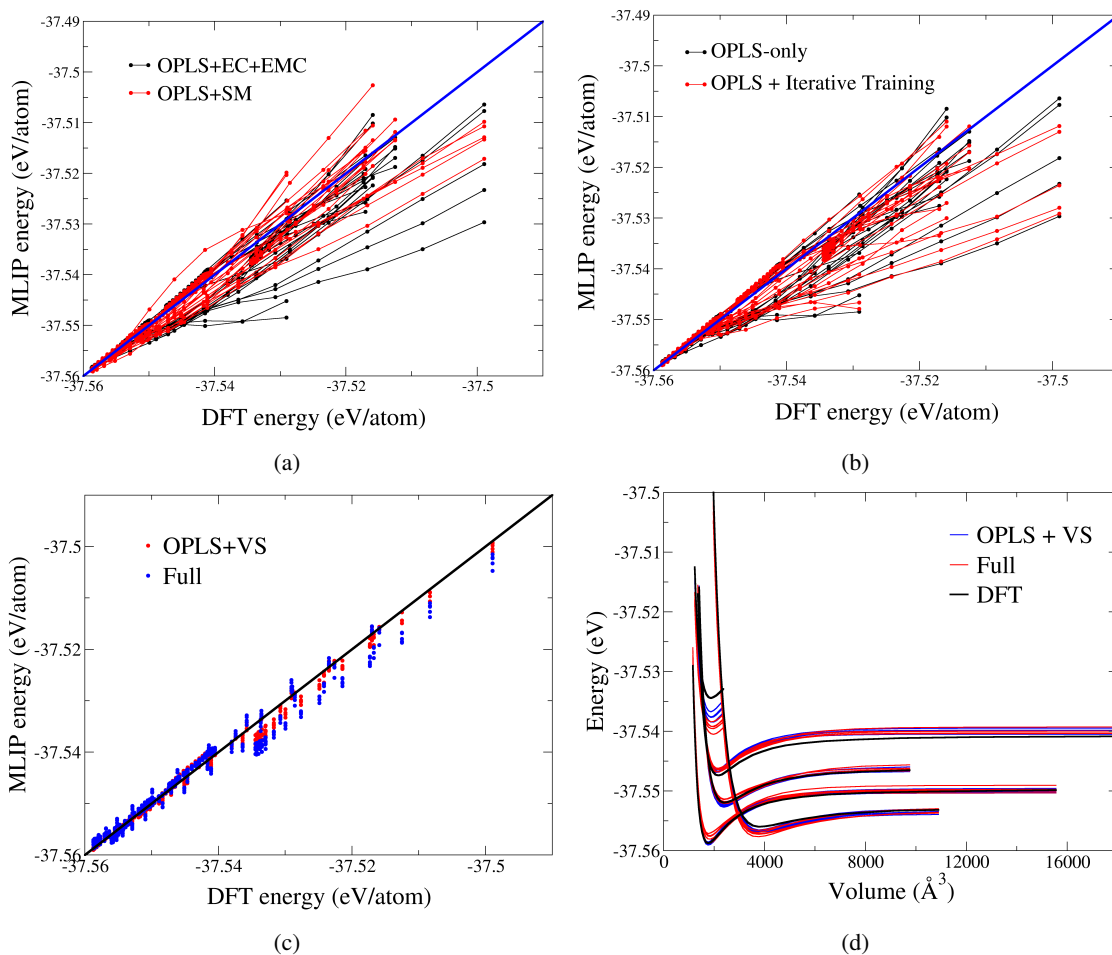 -37.49
-37.5
-37.51
-37.52
-37.53
-37.54
-37.55
-37.56
MLIP energy (eV/atom)
OPLS+EC+EMC
OPLS+SM
-37.56
-37.54
-37.52
-37.5
DFT energy (eV/atom)
(a)
-37.49
-37.5
-37.51
-37.52
-37.53
-37.54
-37.55
-37.56
MLIP energy (eV/atom)
OPLS-only
OPLS + Iterative Training
-37.56
-37.54
-37.52
-37.5
DFT energy (eV/atom)
(b)
-37.5
-37.52
-37.54
-37.56
MLIP energy (eV/atom)
OPLS+VS
Full
-37.56
-37.54
-37.52
-37.5
DFT energy (eV/atom)
(c)
-37.5
-37.51
-37.52
-37.53
-37.54
-37.55
-37.56
Energy (eV)
OPLS + VS
Full
DFT
0
4000
8000
12000
16000
Volume (Å³)
(d)